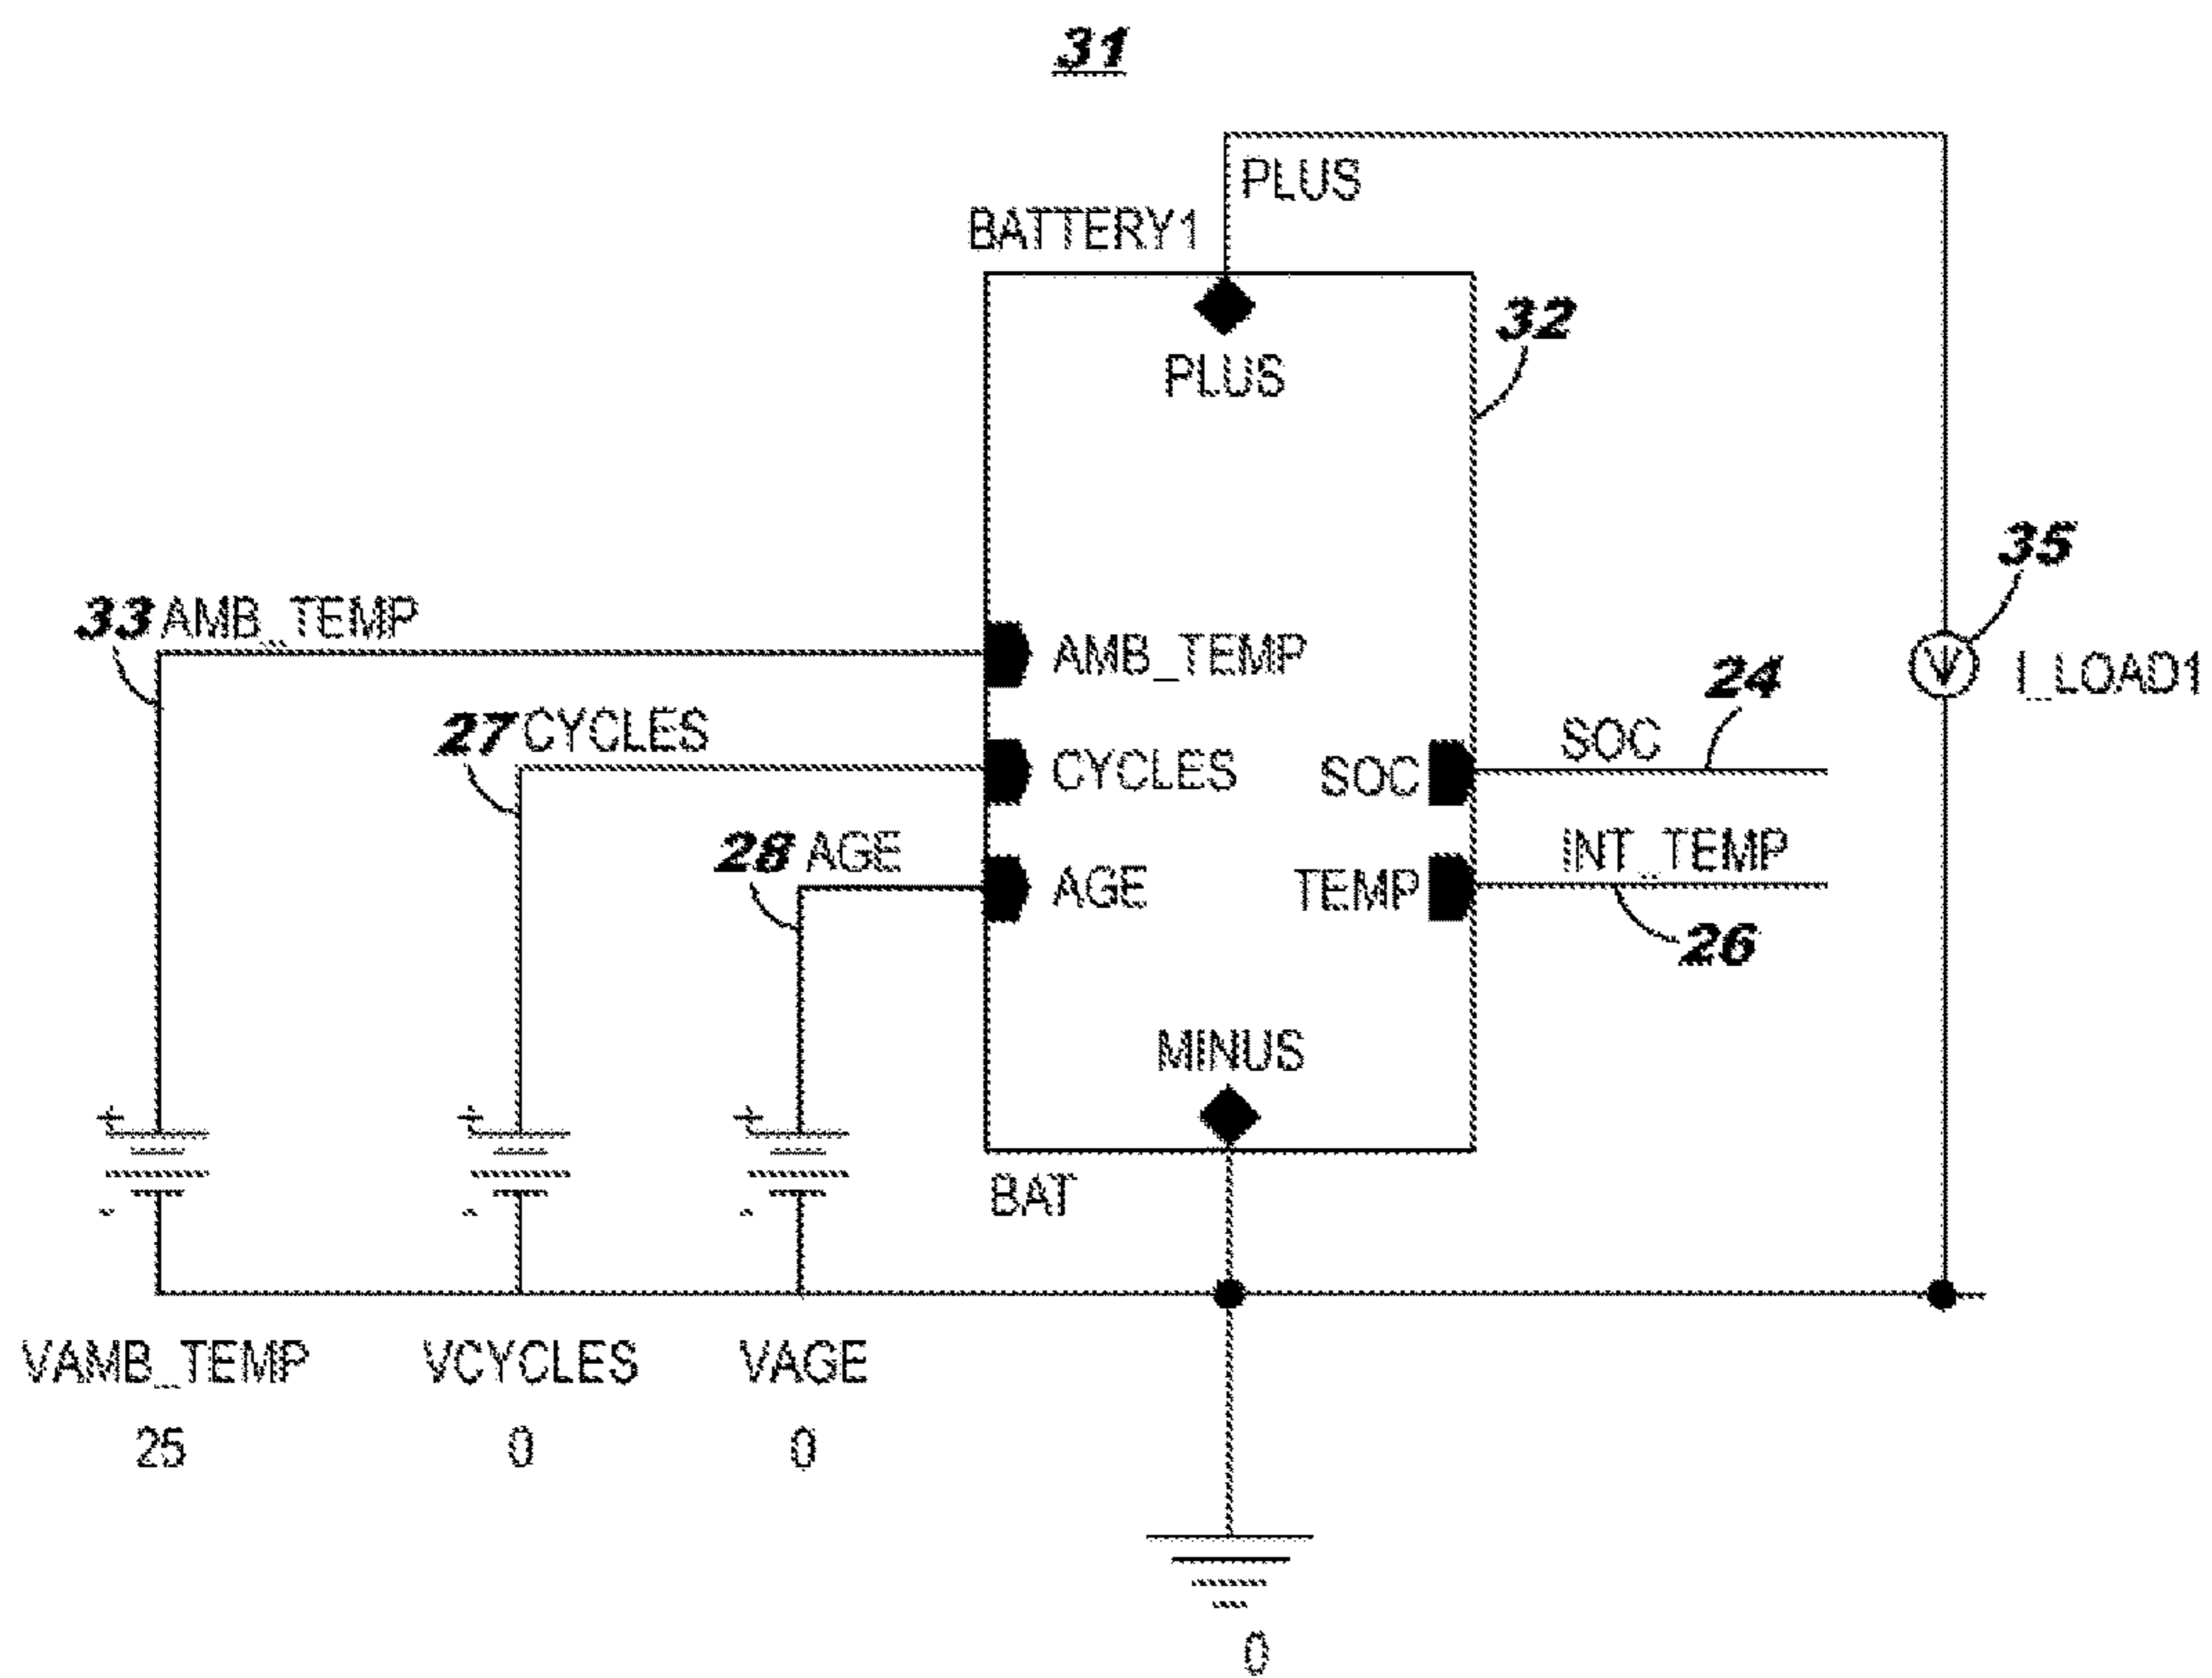 31
PLUS
BATTERY1
PLUS
32
35
33 AMB_TEMP
AMB_TEMP
I_LOAD1
24
27 CYCLES
CYCLES
SOC
SOC
28 AGE
AGE
TEMP
INT_TEMP
26
MINUS
+
+
+
-
-
-
BAT
VAMB_TEMP
VCYCLES
VAGE
25
0
0
0